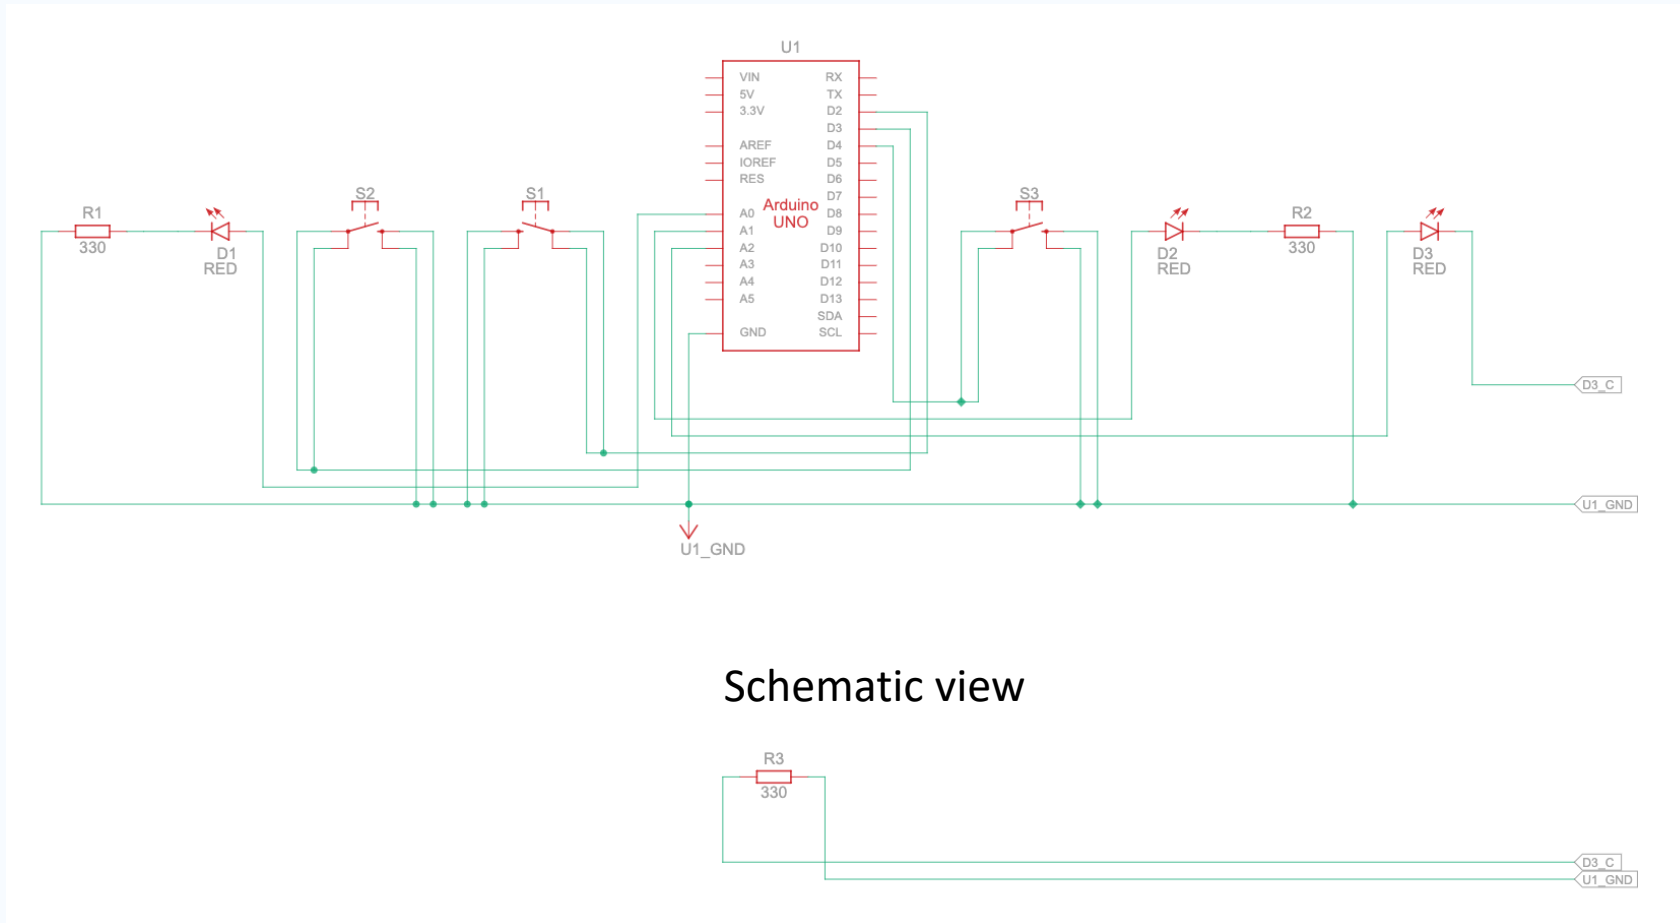 U1
VIN RX
5V TX
3.3V D2
D3
AREF D4
IOREF D5
RES D6
D7
A0 D8
A1 D9
A2 D10
A3 D11
A4 D12
A5 D13
SDA
GND SCL
Arduino
UNO
R1
330
D1
RED
S2
S1
S3
D2
RED
R2
330
D3
RED
D3_C
U1_GND
U1_GND
Schematic view
R3
330
D3_C
U1_GND